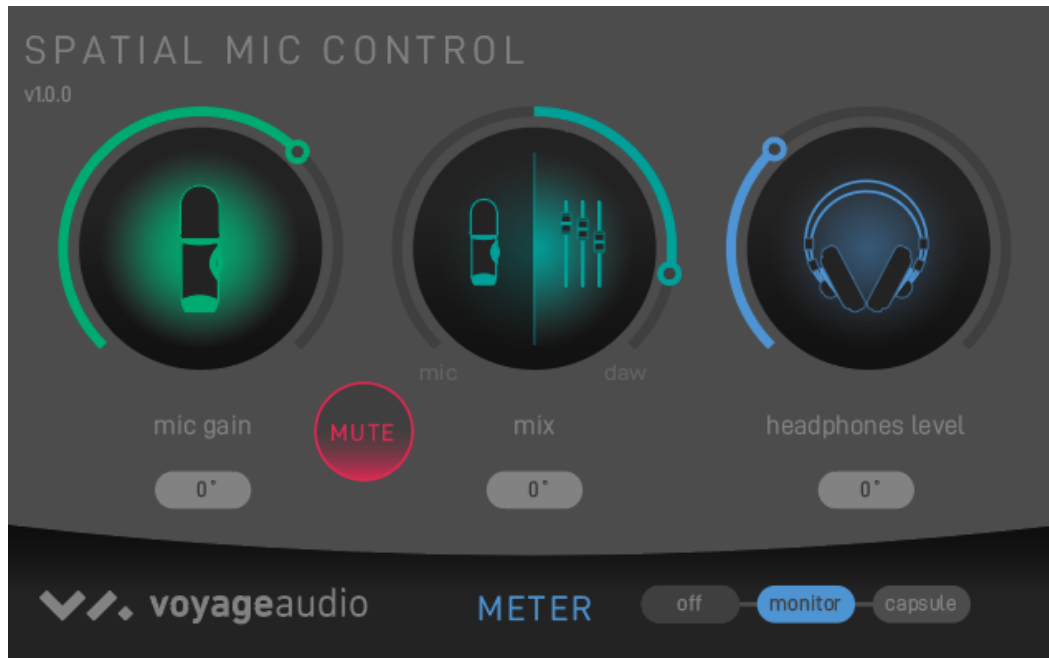 SPATIAL MIC CONTROL
v1.0.0
mic daw
mic gain MUTE mix headphones level
0° 0° 0°
voyageaudio METER off monitor capsule